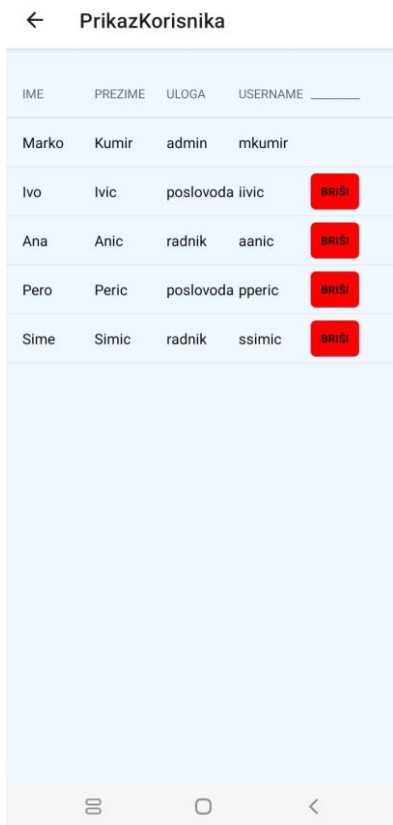 PrikazKorisnika
IME PREZIME ULOGA USERNAME ________
Marko Kumir admin mkumir
Ivo Ivic poslovoda iivic BRIŠI
Ana Anic radnik aanic BRIŠI
Pero Peric poslovoda pperic BRIŠI
Sime Simic radnik ssimic BRIŠI